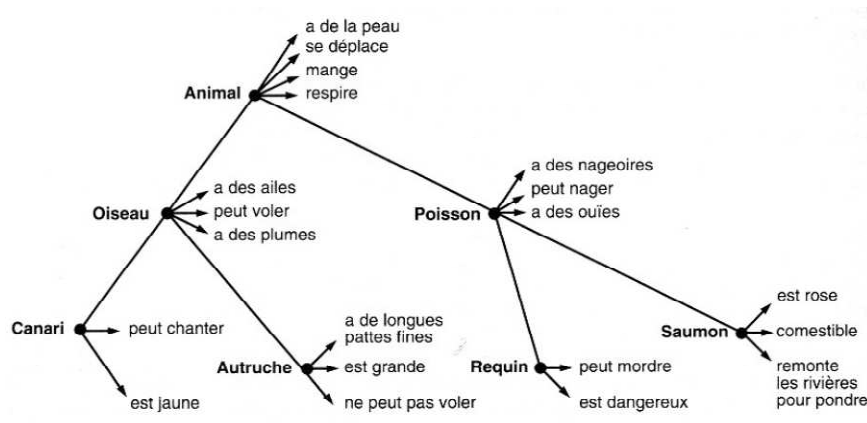 a de la peau
se déplace
Animal
mange
respire
a des ailes
Oiseau
peut voler
a des plumes
a des nageoires
peut nager
Poisson
a des ouïes
Canari
peut chanter
est jaune
a de longues
pattes fines
Autruche
est grande
ne peut pas voler
Requin
peut mordre
est dangereux
est rose
Saumon
comestible
remonte
les rivières
pour pondre